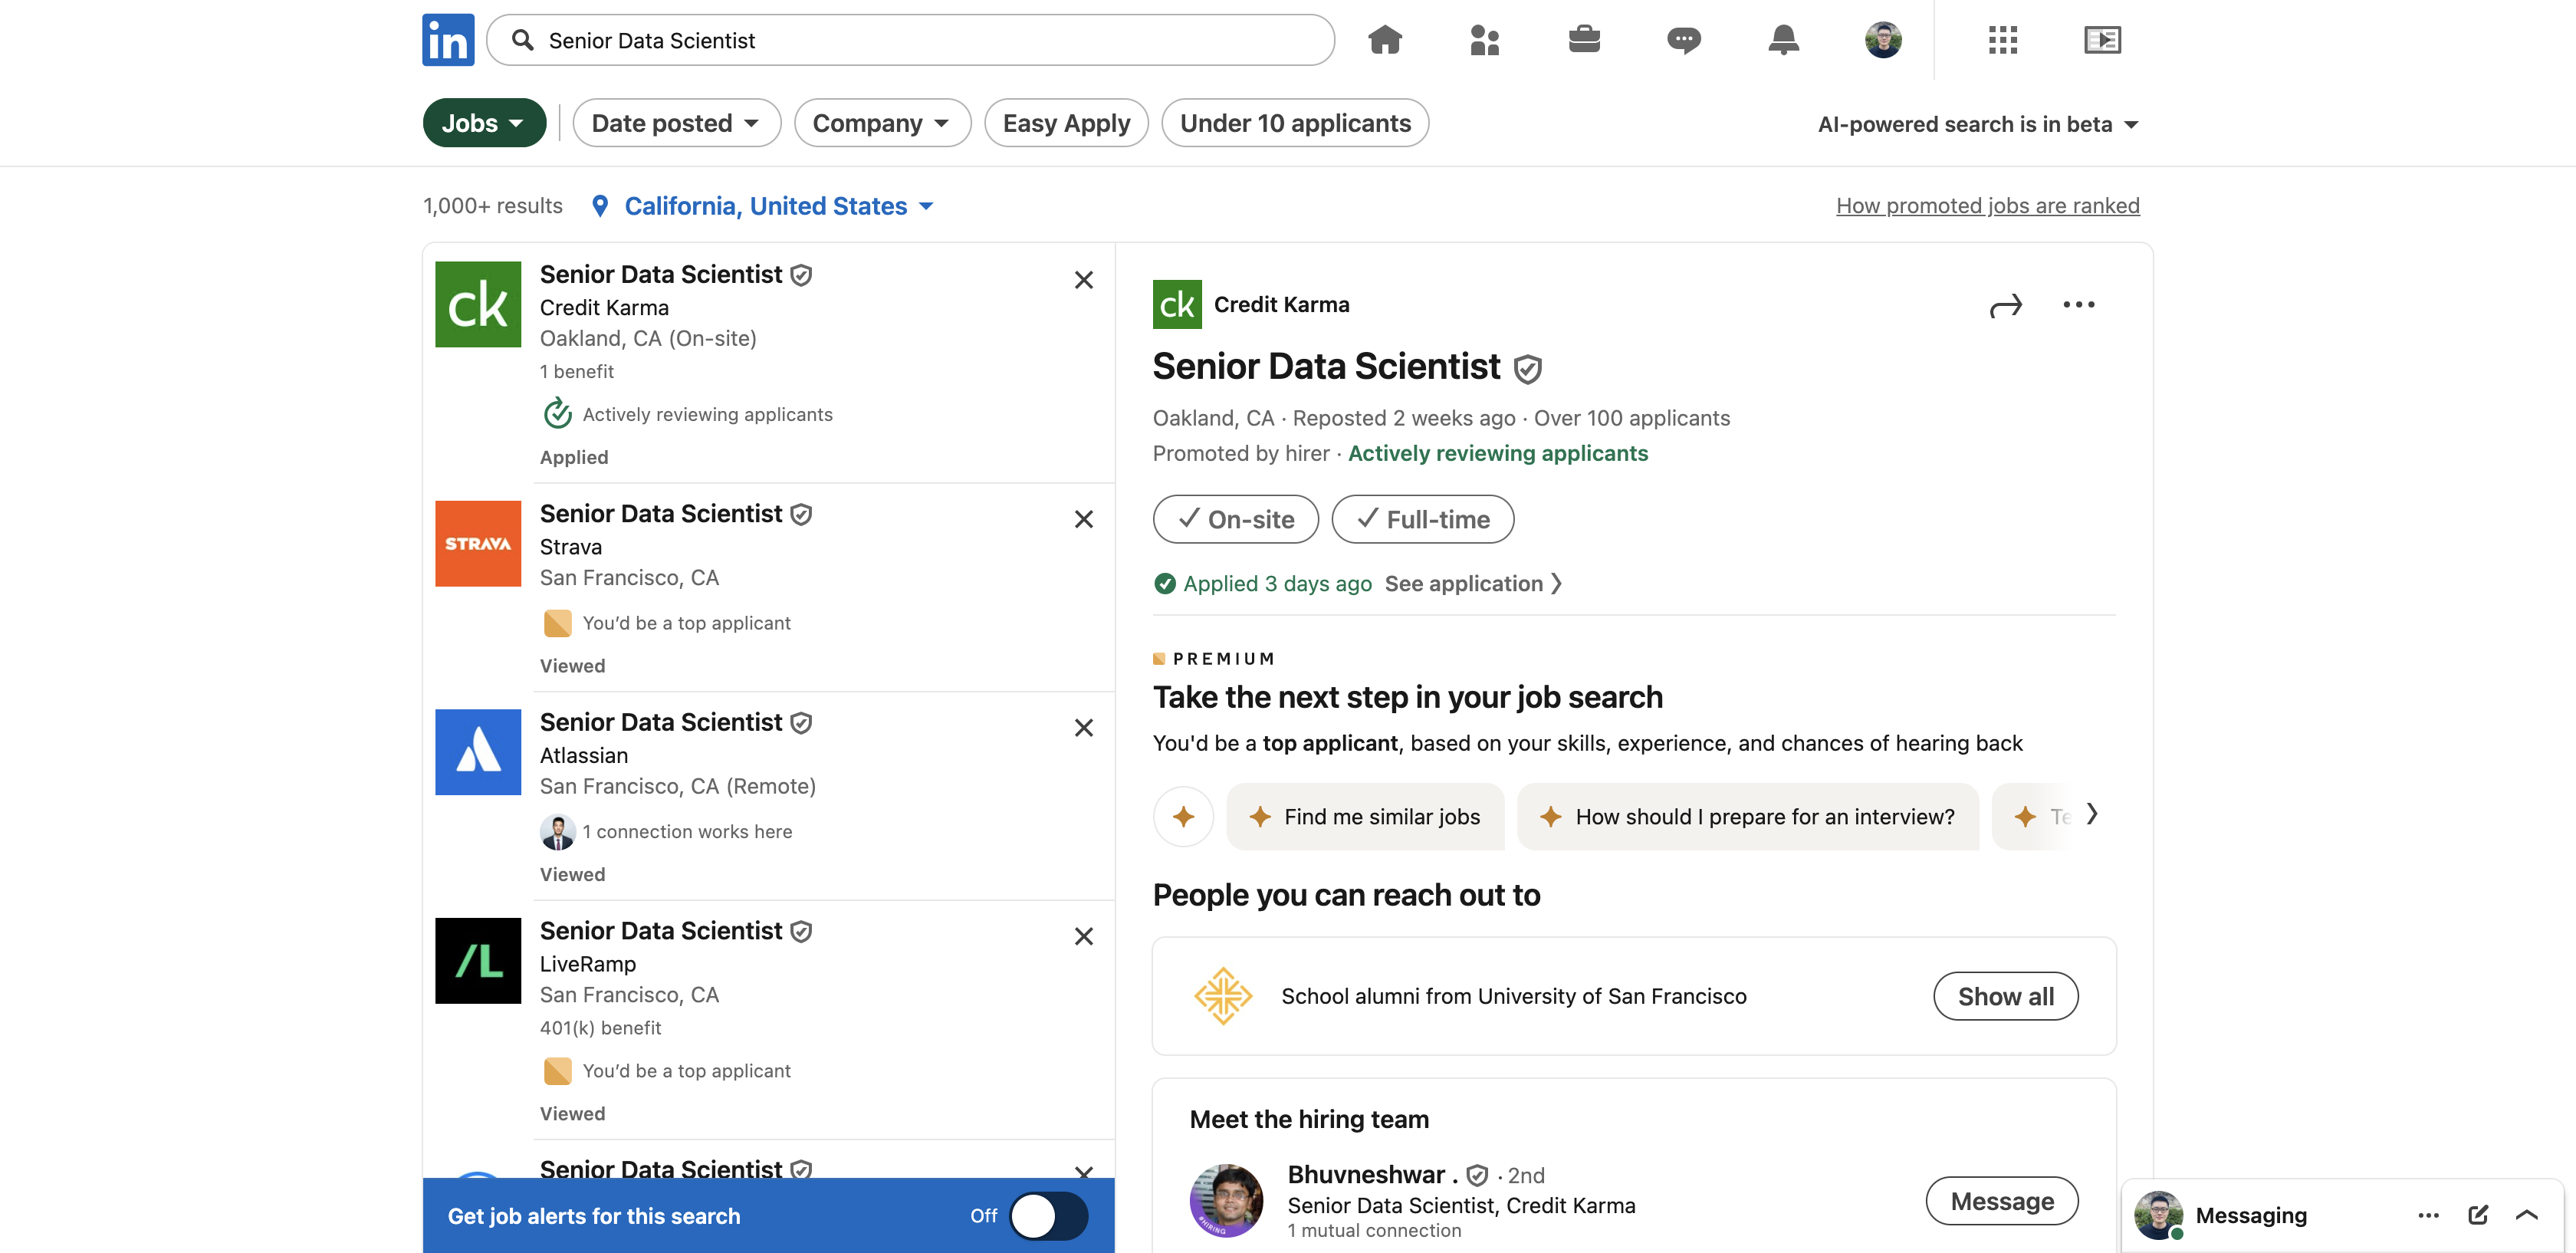 in
Senior Data Scientist
Jobs
Date posted
Company
Easy Apply
Under 10 applicants
AI-powered search is in beta
1,000+ results
California, United States
How promoted jobs are ranked
ck
Senior Data Scientist
Credit Karma
Oakland, CA (On-site)
1 benefit
Actively reviewing applicants
Applied
STRAVA
Senior Data Scientist
Strava
San Francisco, CA
You’d be a top applicant
Viewed
Senior Data Scientist
Atlassian
San Francisco, CA (Remote)
1 connection works here
Viewed
/L
Senior Data Scientist
LiveRamp
San Francisco, CA
401(k) benefit
You’d be a top applicant
Viewed
Senior Data Scientist
Get job alerts for this search
Off
ck
Credit Karma
Senior Data Scientist
Oakland, CA · Reposted 2 weeks ago · Over 100 applicants
Promoted by hirer · Actively reviewing applicants
On-site
Full-time
Applied 3 days ago See application
PREMIUM
Take the next step in your job search
You'd be a top applicant, based on your skills, experience, and chances of hearing back
Find me similar jobs
How should I prepare for an interview?
People you can reach out to
School alumni from University of San Francisco
Show all
Meet the hiring team
#HIRING
Bhuvneshwar . · 2nd
Senior Data Scientist, Credit Karma
1 mutual connection
Message
Messaging